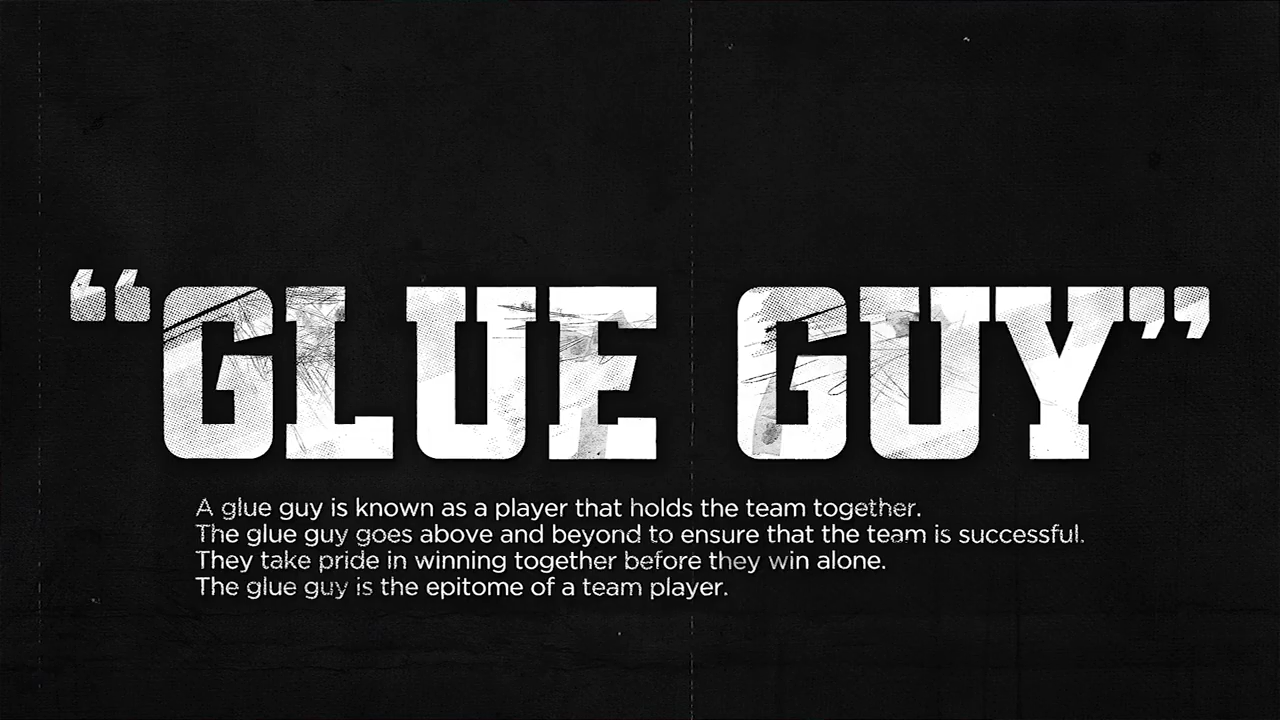 “GLUE GUY”
A glue guy is known as a player that holds the team together.
The glue guy goes above and beyond to ensure that the team is successful.
They take pride in winning together before they win alone.
The glue guy is the epitome of a team player.